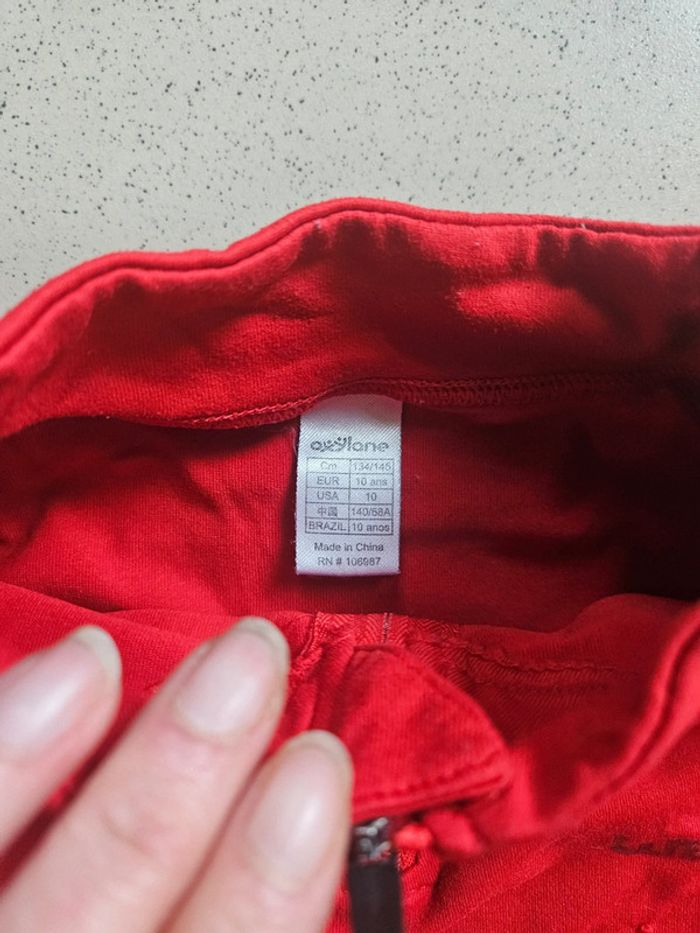 oxylane
Cm 134/145
EUR 10 ans
USA 10
中国 140/68A
BRAZIL 10 anos
Made in China
RN # 106987